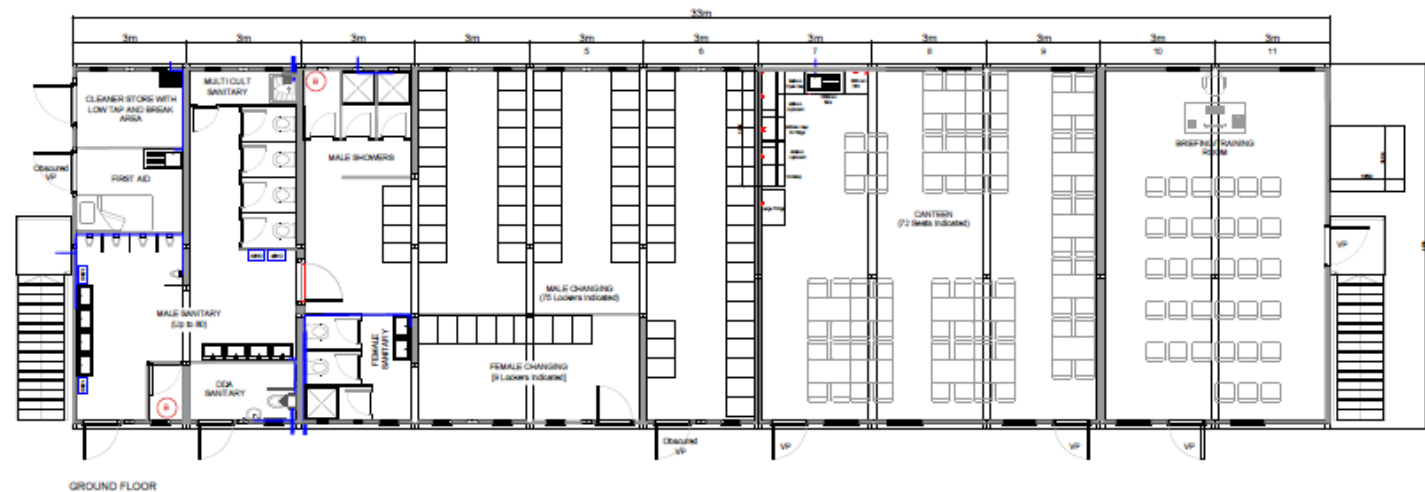 33m
3m 3m 3m 3m 3m 3m 3m 3m 3m 3m 3m
5 6 7 8 9 10 11
MULTI CULT
SANITARY
B
CLEANER STORE WITH
LOW TAP AND BREAK
AREA
Obscured
VP
FIRST AID
MALE SHOWERS
BRIEFING/TRAINING
ROOM
CANTEEN
(72 Seats Indicated)
VP
MALE CHANGING
(75 Lockers Indicated)
MALE SANITARY
(Up to 80)
FEMALE
SANITARY
FEMALE CHANGING
[9 Lockers Indicated]
DDA
SANITARY
B
Obscured
VP
VP
VP
VP
GROUND FLOOR